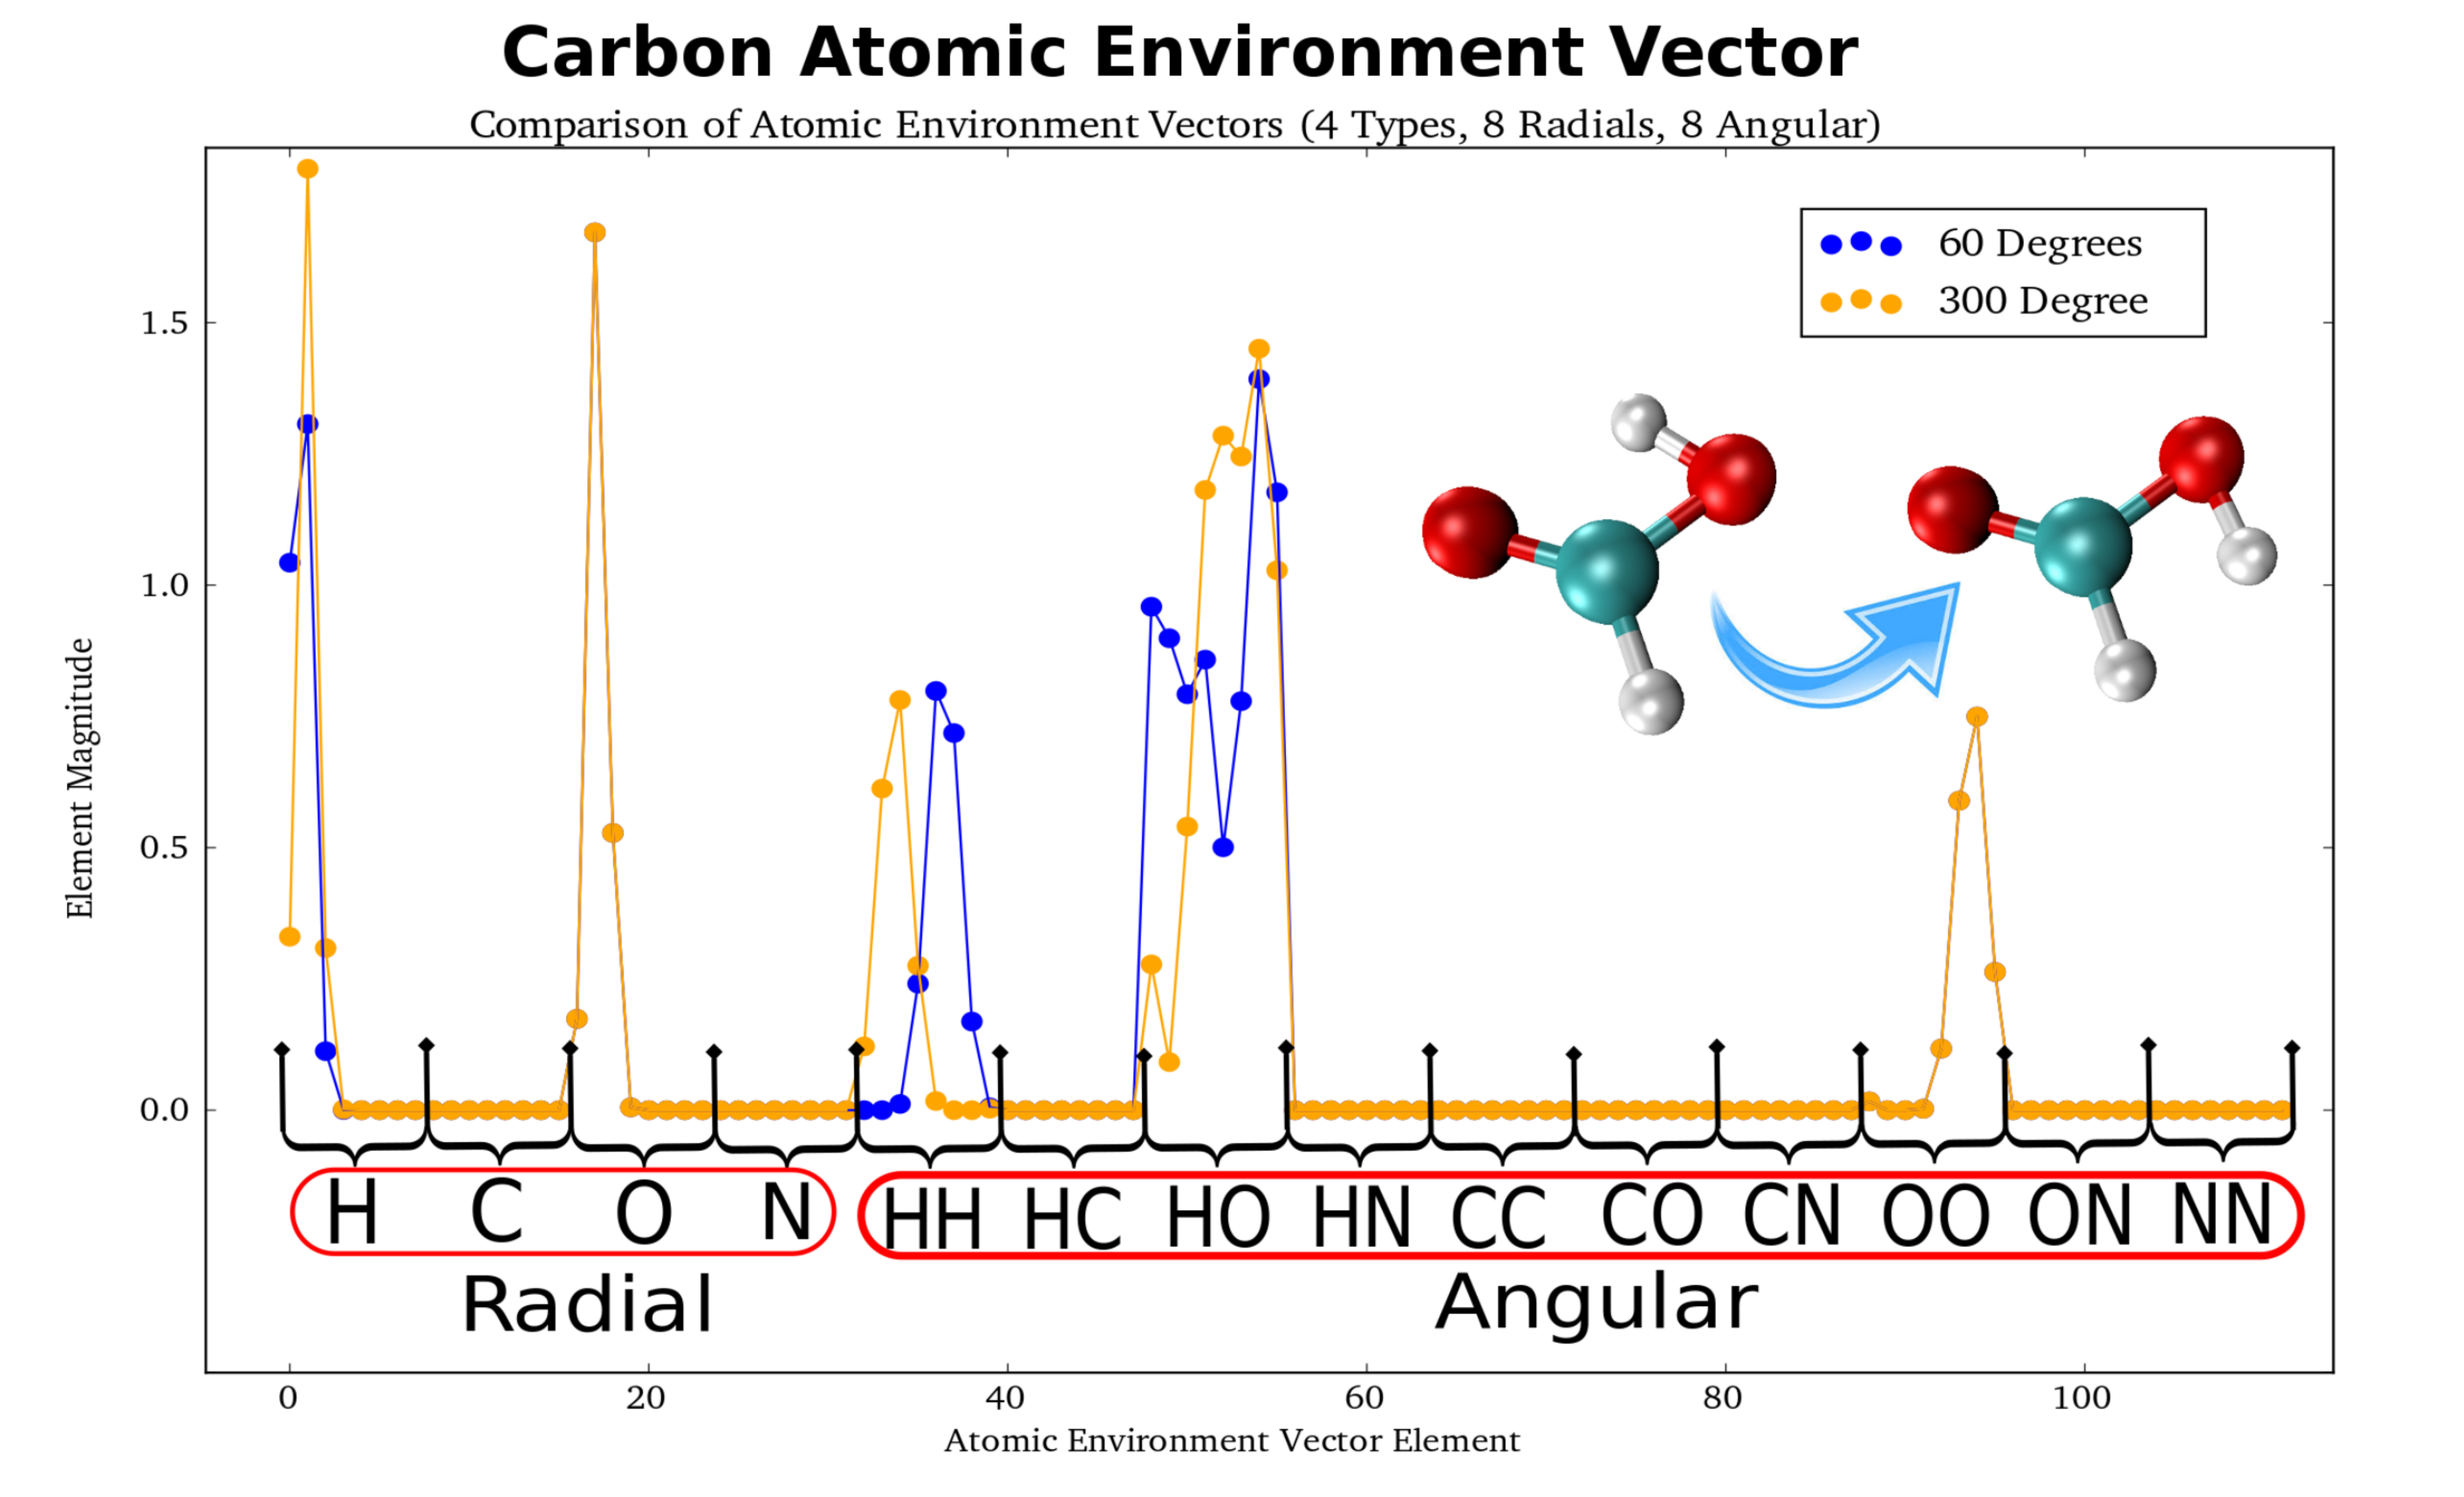 Carbon Atomic Environment Vector
Comparison of Atomic Environment Vectors (4 Types, 8 Radials, 8 Angular)
60 Degrees
300 Degree
1.5
1.0
0.5
0.0
Element Magnitude
H C O N HH HC HO HN CC CO CN OO ON NN
Radial Angular
0 20 40 60 80 100
Atomic Environment Vector Element